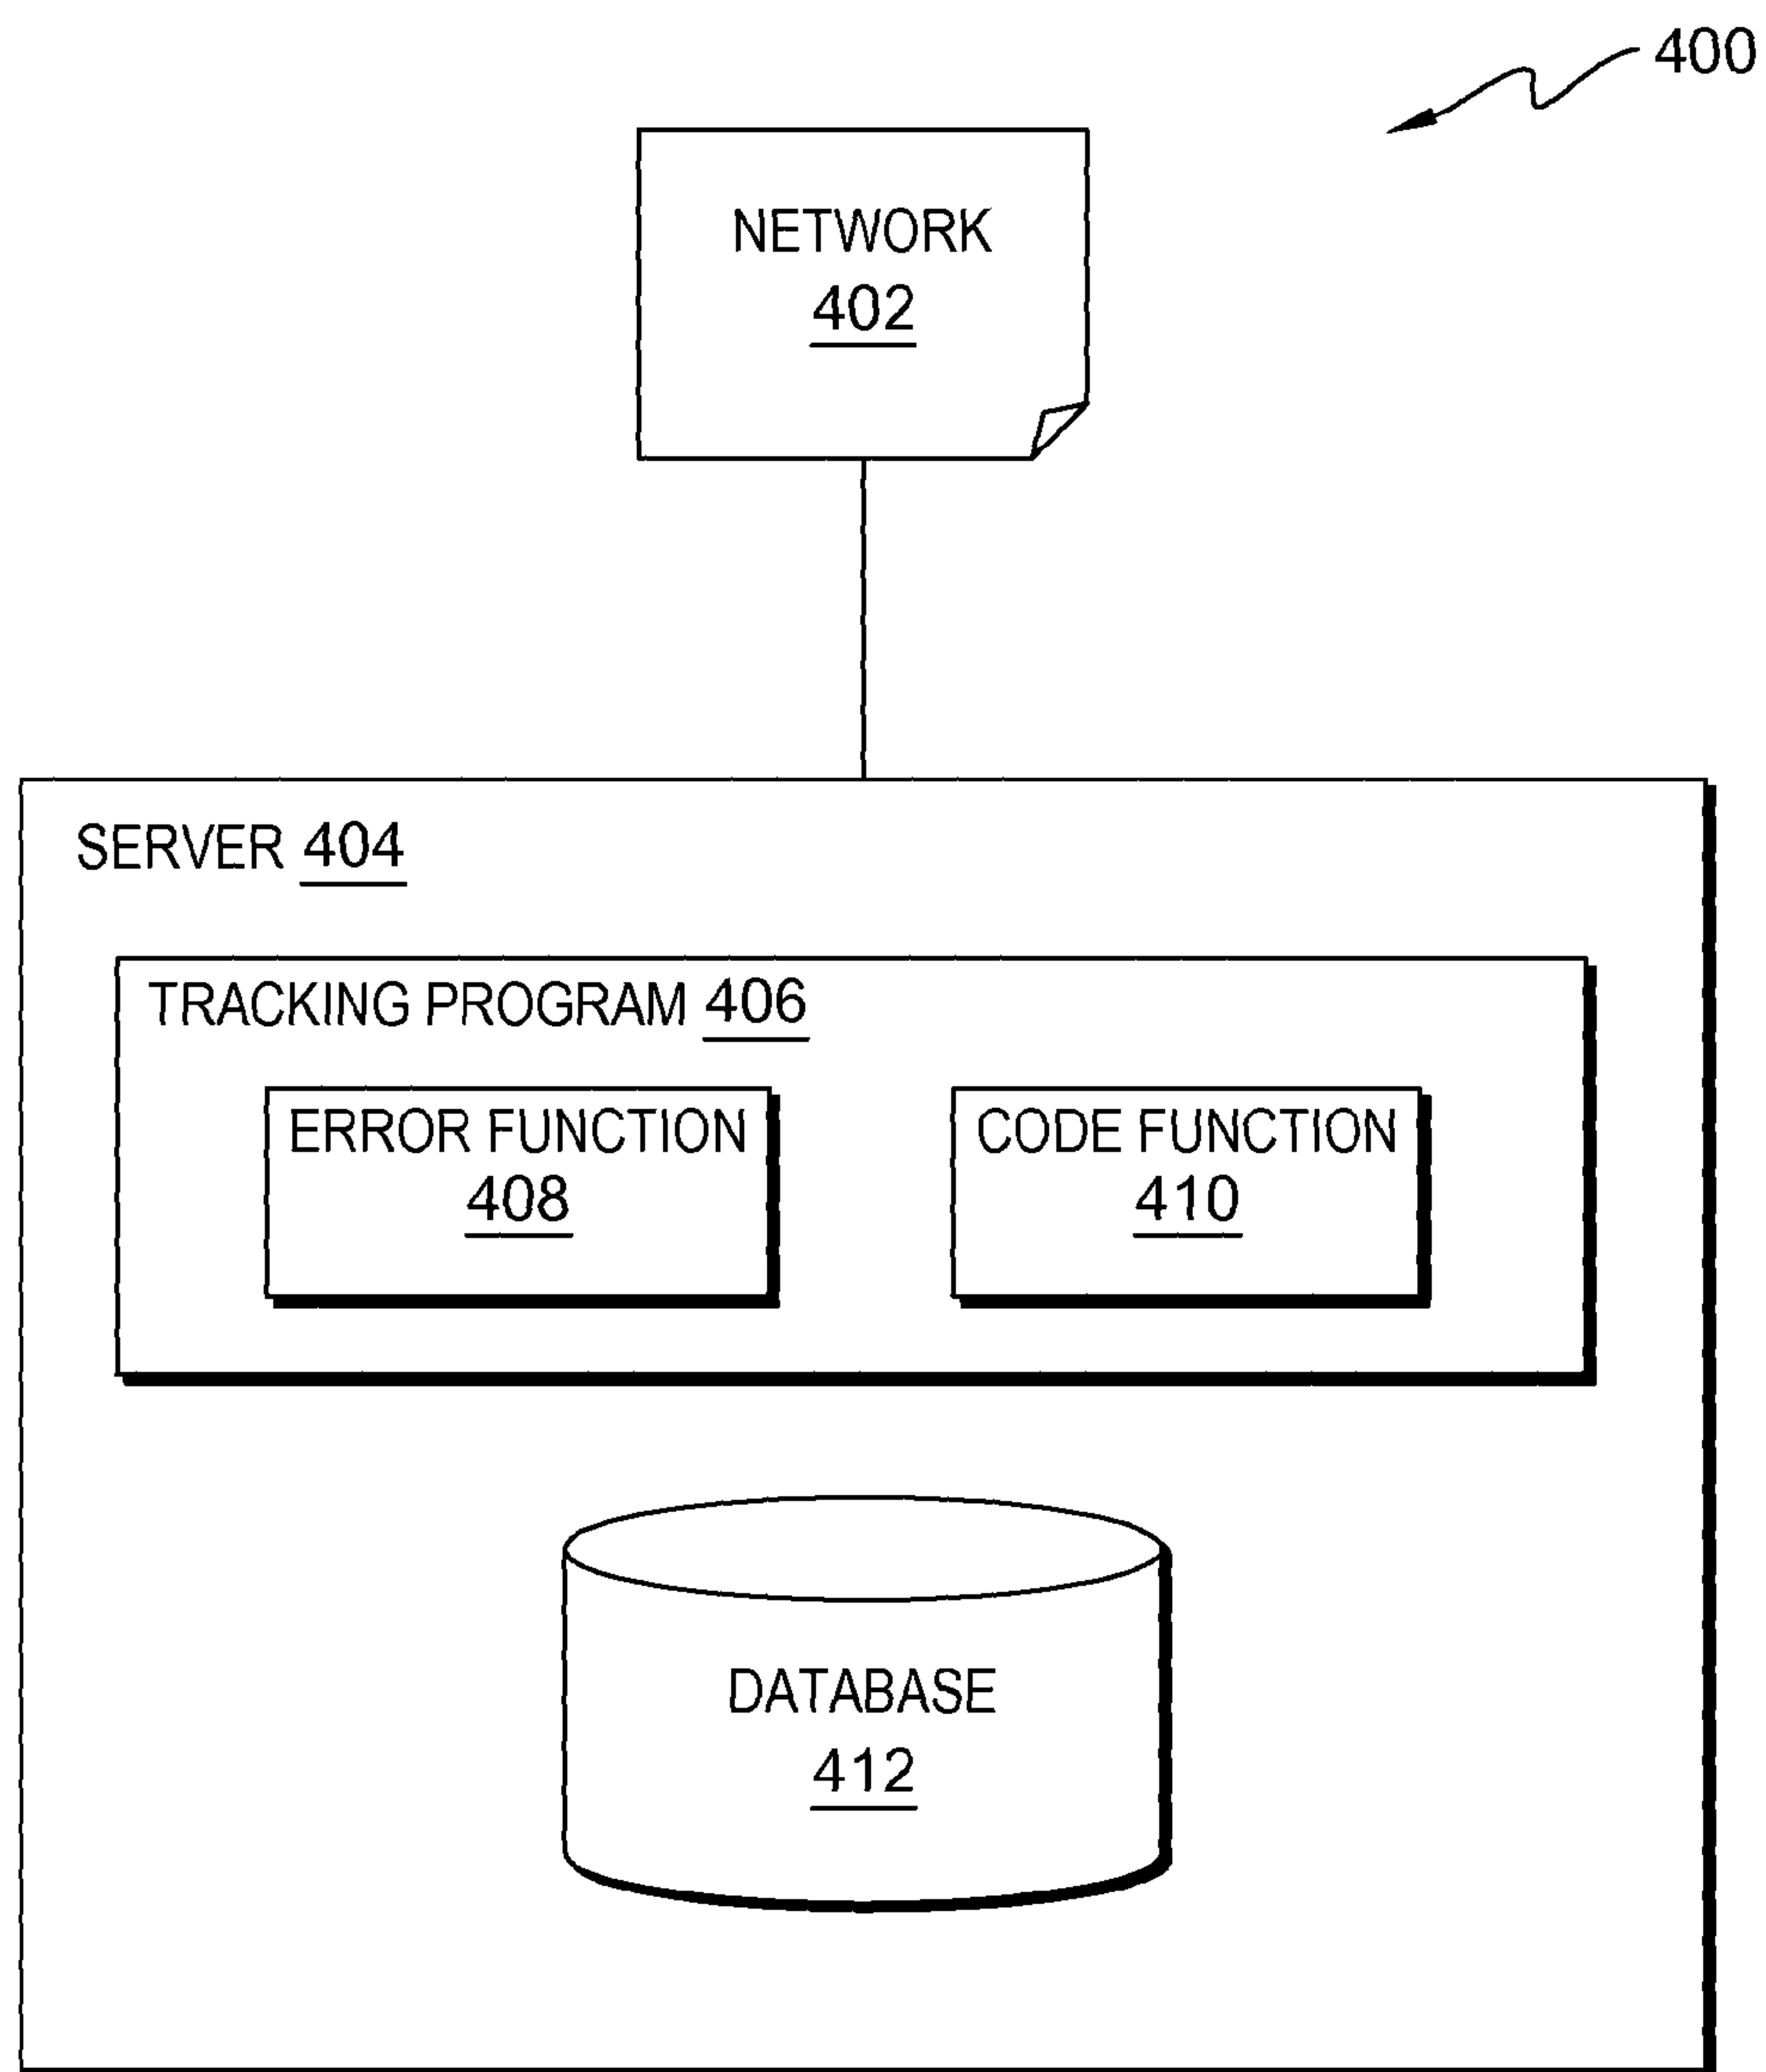 400
NETWORK
402
SERVER 404
TRACKING PROGRAM 406
ERROR FUNCTION
408
CODE FUNCTION
410
DATABASE
412